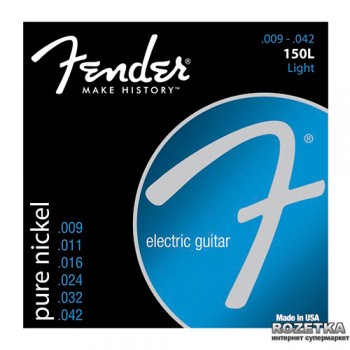 Fender
MAKE HISTORY™
.009 - .042
150L
Light
F®
electric guitar
pure nickel
.009
.011
.016
.024
.032
.042
Made in USA
ROZETKA
интернет супермаркет